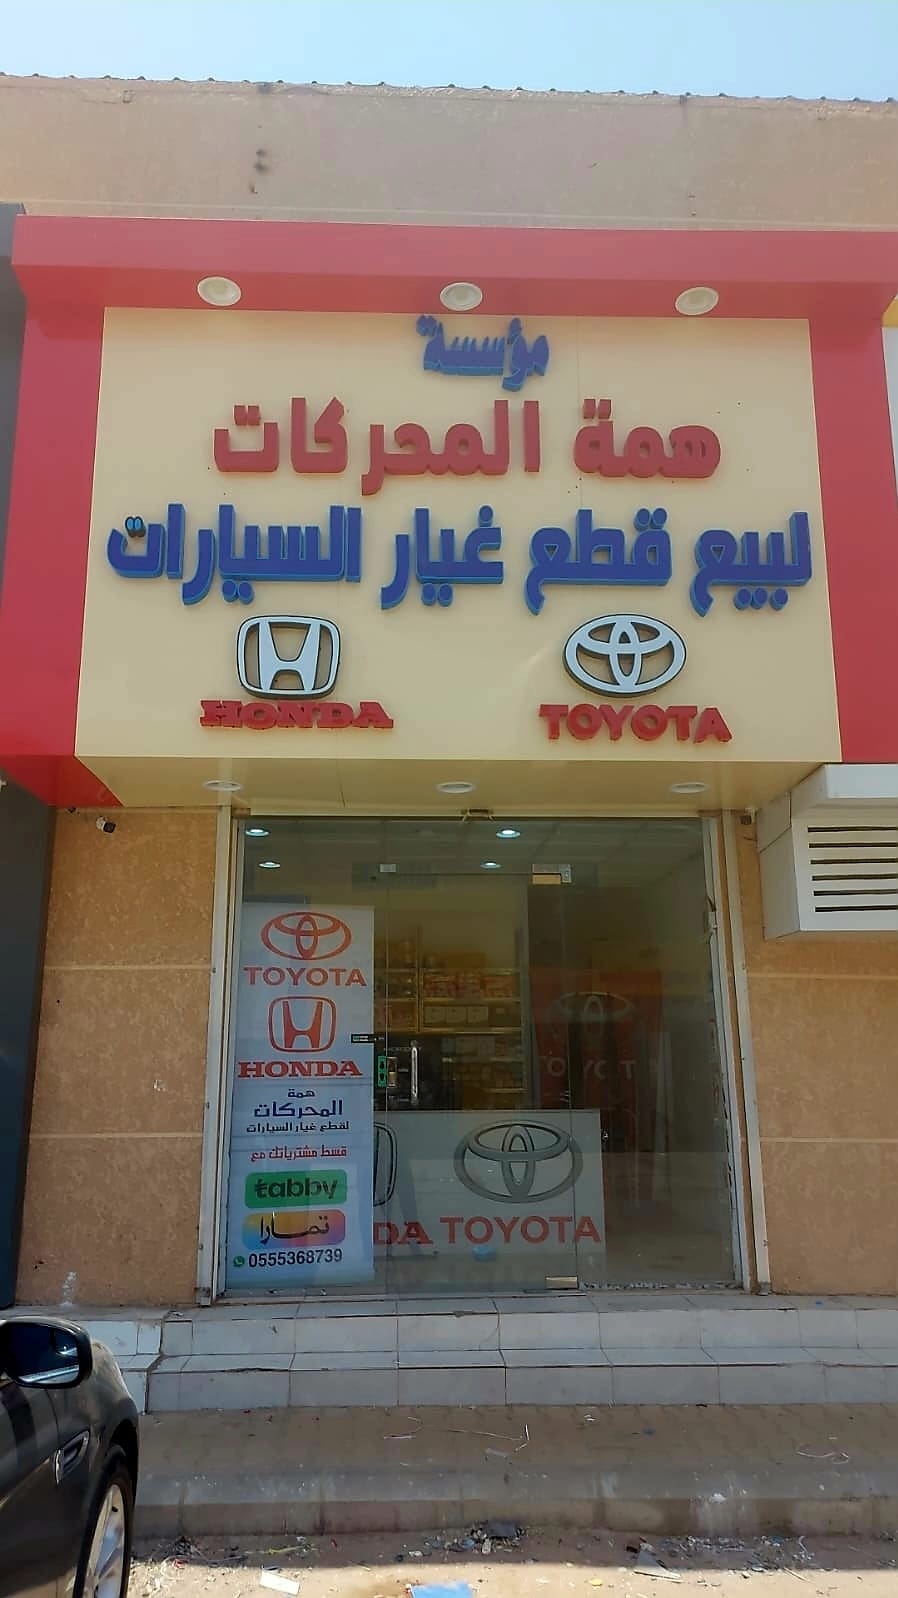 مؤسسة
همة المحركات
لبيع قطع غيار السيارات
HONDA TOYOTA
TOYOTA
HONDA
همة
المحركات
لقطع غيار السيارات
قسط مشترياتك مع
tabby
تمارا
0555368739
TOYOTA
DA TOYOTA